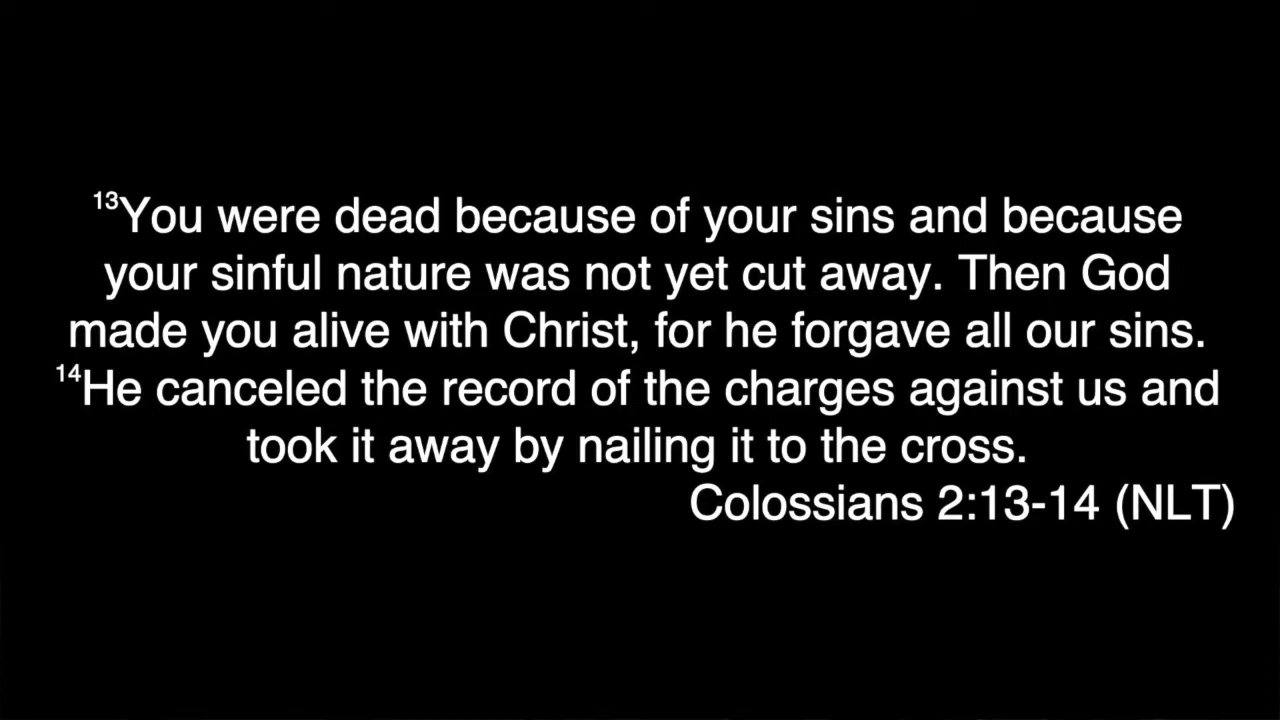 ¹³You were dead because of your sins and because
your sinful nature was not yet cut away. Then God
made you alive with Christ, for he forgave all our sins.
¹⁴He canceled the record of the charges against us and
took it away by nailing it to the cross.
Colossians 2:13-14 (NLT)